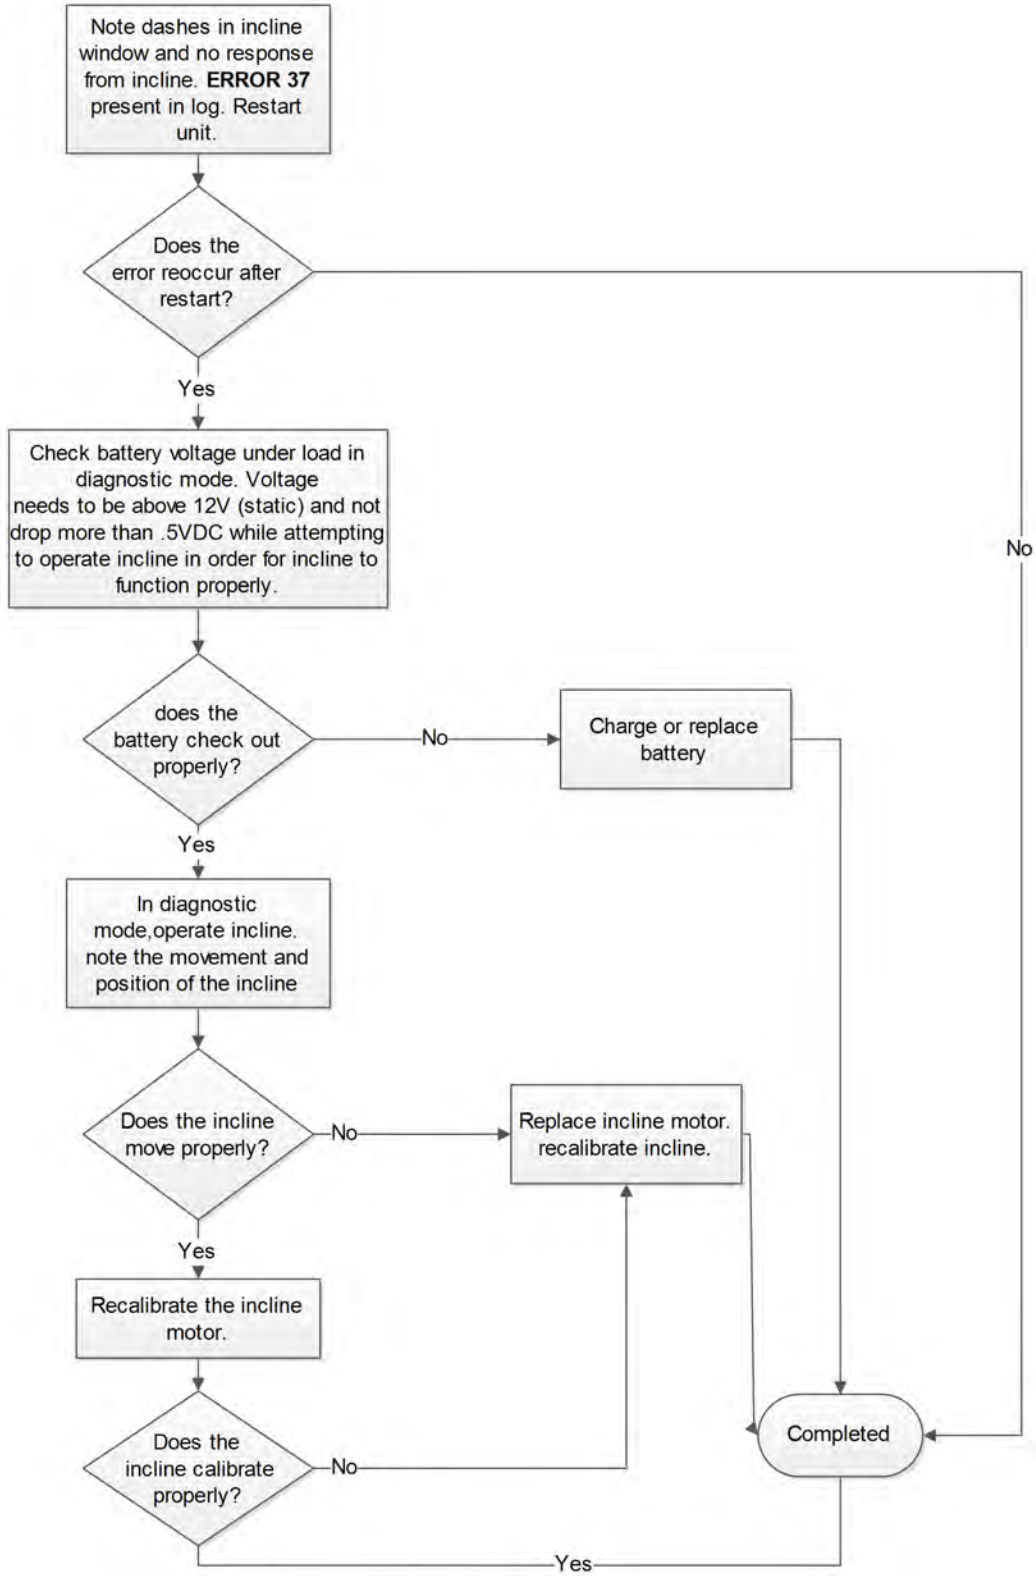 Note dashes in incline
window and no response
from incline. ERROR 37
present in log. Restart
unit.
Does the
error reoccur after
restart?
Yes
No
Check battery voltage under load in
diagnostic mode. Voltage
needs to be above 12V (static) and not
drop more than .5VDC while attempting
to operate incline in order for incline to
function properly.
does the
battery check out
properly?
No
Charge or replace
battery
Yes
In diagnostic
mode,operate incline.
note the movement and
position of the incline
Does the incline
move properly?
No
Replace incline motor.
recalibrate incline.
Yes
Recalibrate the incline
motor.
Does the
incline calibrate
properly?
No
Completed
Yes